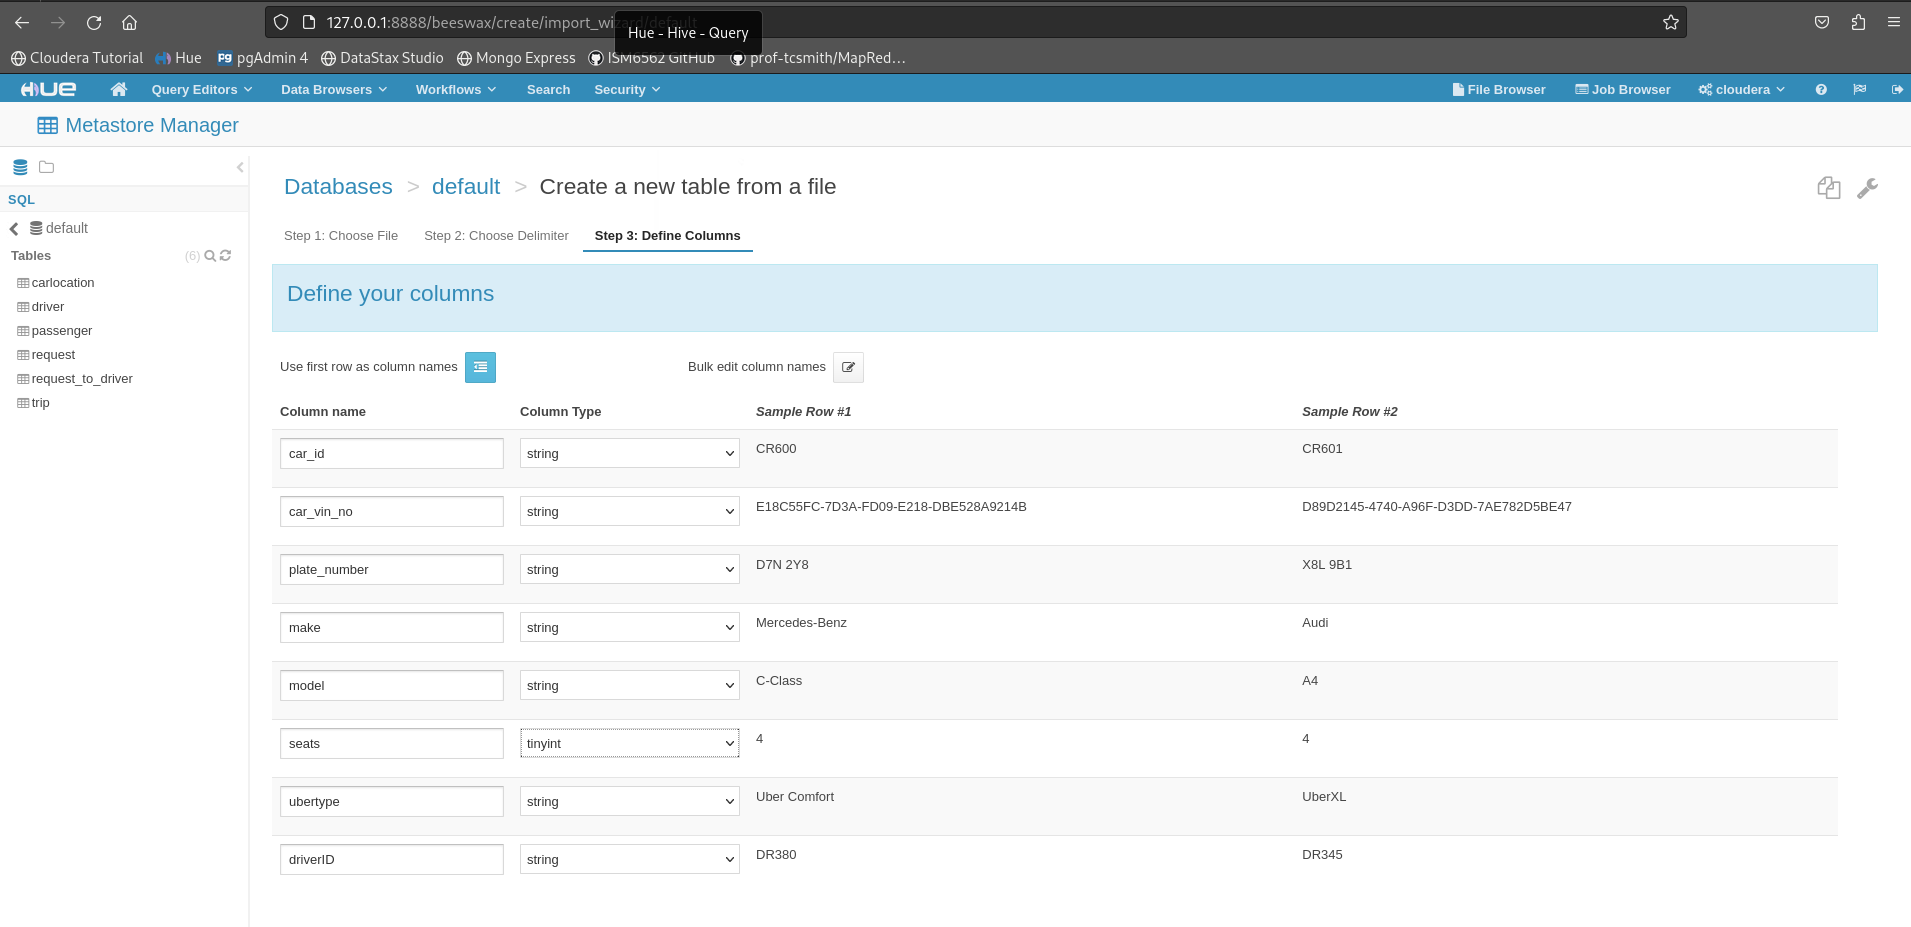 127.0.0.1:8888/beeswax/create/import_wizard/default
Hue - Hive - Query
Cloudera Tutorial Hue pgAdmin 4 DataStax Studio Mongo Express ISM6562 GitHub prof-tcsmith/MapRed…
HUE Query Editors Data Browsers Workflows Search Security File Browser Job Browser cloudera
Metastore Manager
SQL
default
Tables (6)
carlocation
driver
passenger
request
request_to_driver
trip
Databases > default > Create a new table from a file
Step 1: Choose File Step 2: Choose Delimiter Step 3: Define Columns
Define your columns
Use first row as column names Bulk edit column names
Column name Column Type Sample Row #1 Sample Row #2
car_id string CR600 CR601
car_vin_no string E18C55FC-7D3A-FD09-E218-DBE528A9214B D89D2145-4740-A96F-D3DD-7AE782D5BE47
plate_number string D7N 2Y8 X8L 9B1
make string Mercedes-Benz Audi
model string C-Class A4
seats tinyint 4 4
ubertype string Uber Comfort UberXL
driverID string DR380 DR345